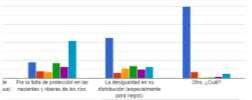 Por la falta de protección en las
nacientes y riberas de los ríos.
La desigualdad en su
distribución (especialmente
para riego)
Otro, ¿Cuál?